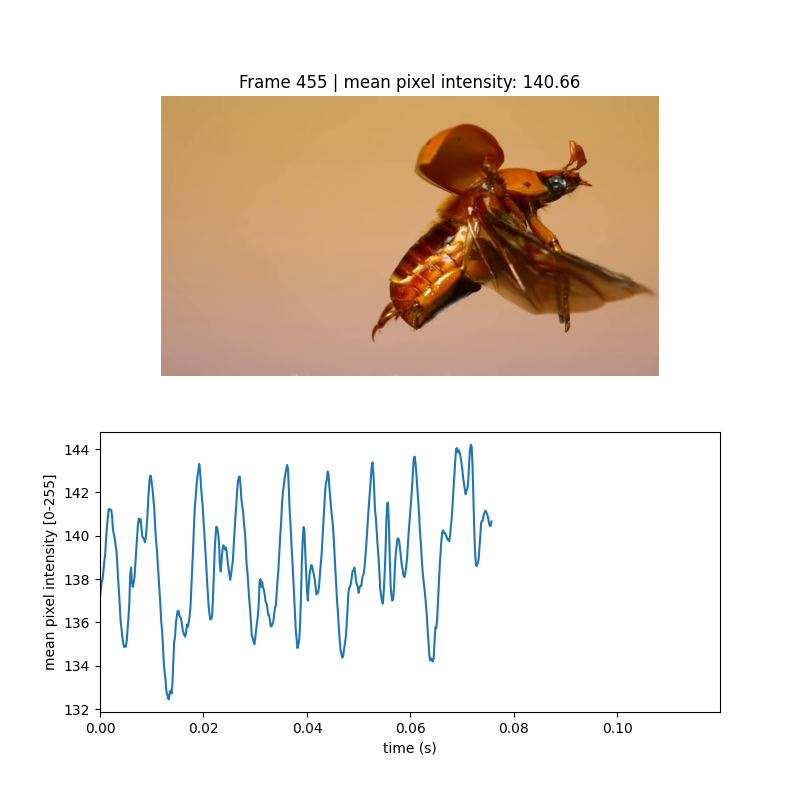 Frame 455 | mean pixel intensity: 140.66
144
142
140
138
136
134
132
mean pixel intensity [0-255]
0.00 0.02 0.04 0.06 0.08 0.10
time (s)